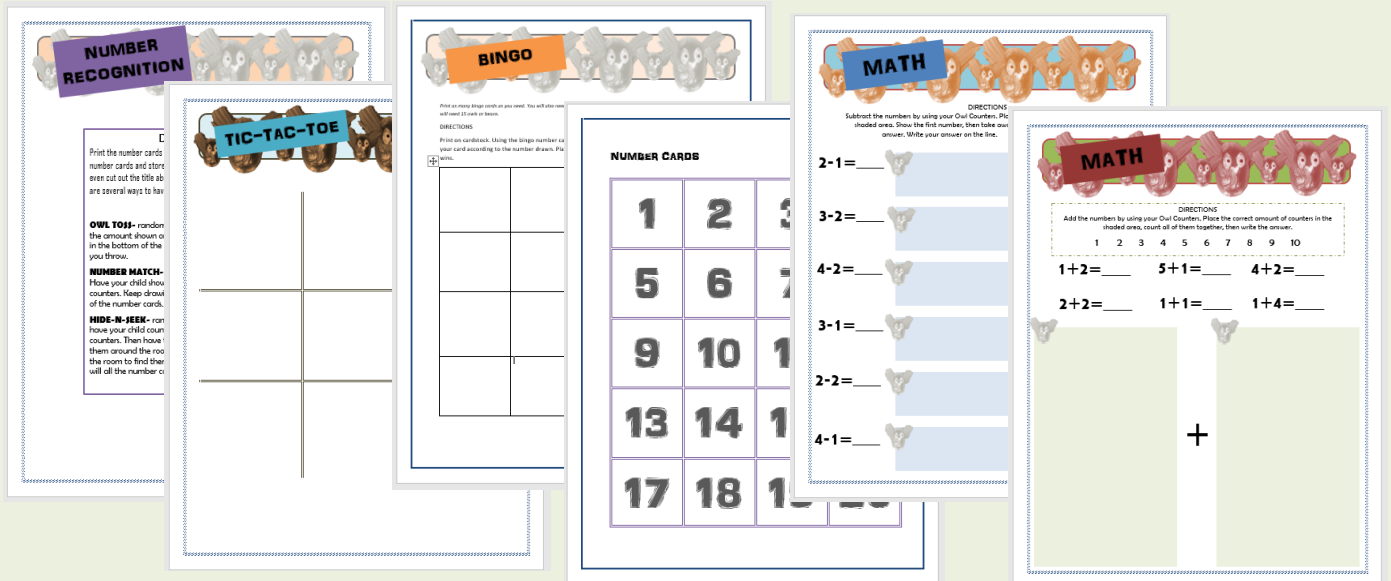 NUMBER
RECOGNITION
Print the number cards
number cards and store
even cut out the title ab
are several ways to hav
OWL TOSS- random
the amount shown o
in the bottom of the
you throw.
NUMBER MATCH-
Have your child show
counters. Keep drawi
of the number cards.
HIDE-N-SEEK- ran
have your child coun
counters. Then have
them around the roo
the room to find the
will all the number c
TIC-TAC-TOE
BINGO
Print as many bingo cards as you need. You will also need
will need 15 owls or beans.
DIRECTIONS
Print on cardstock. Using the bingo number ca
your card according to the number drawn. Pla
wins.
NUMBER CARDS
1 2 3
5 6 7
9 10 1
13 14 1
17 18 19 20
MATH
DIRECTIONS
Subtract the numbers by using your Owl Counters. Pla
shaded area. Show the first number, then take aw
answer. Write your answer on the line.
2-1=____
3-2=____
4-2=____
3-1=____
2-2=____
4-1=____
MATH
DIRECTIONS
Add the numbers by using your Owl Counters. Place the correct amount of counters in the
shaded area, count all of them together, then write the answer.
1 2 3 4 5 6 7 8 9 10
1+2=____ 5+1=____ 4+2=____
2+2=____ 1+1=____ 1+4=____
+